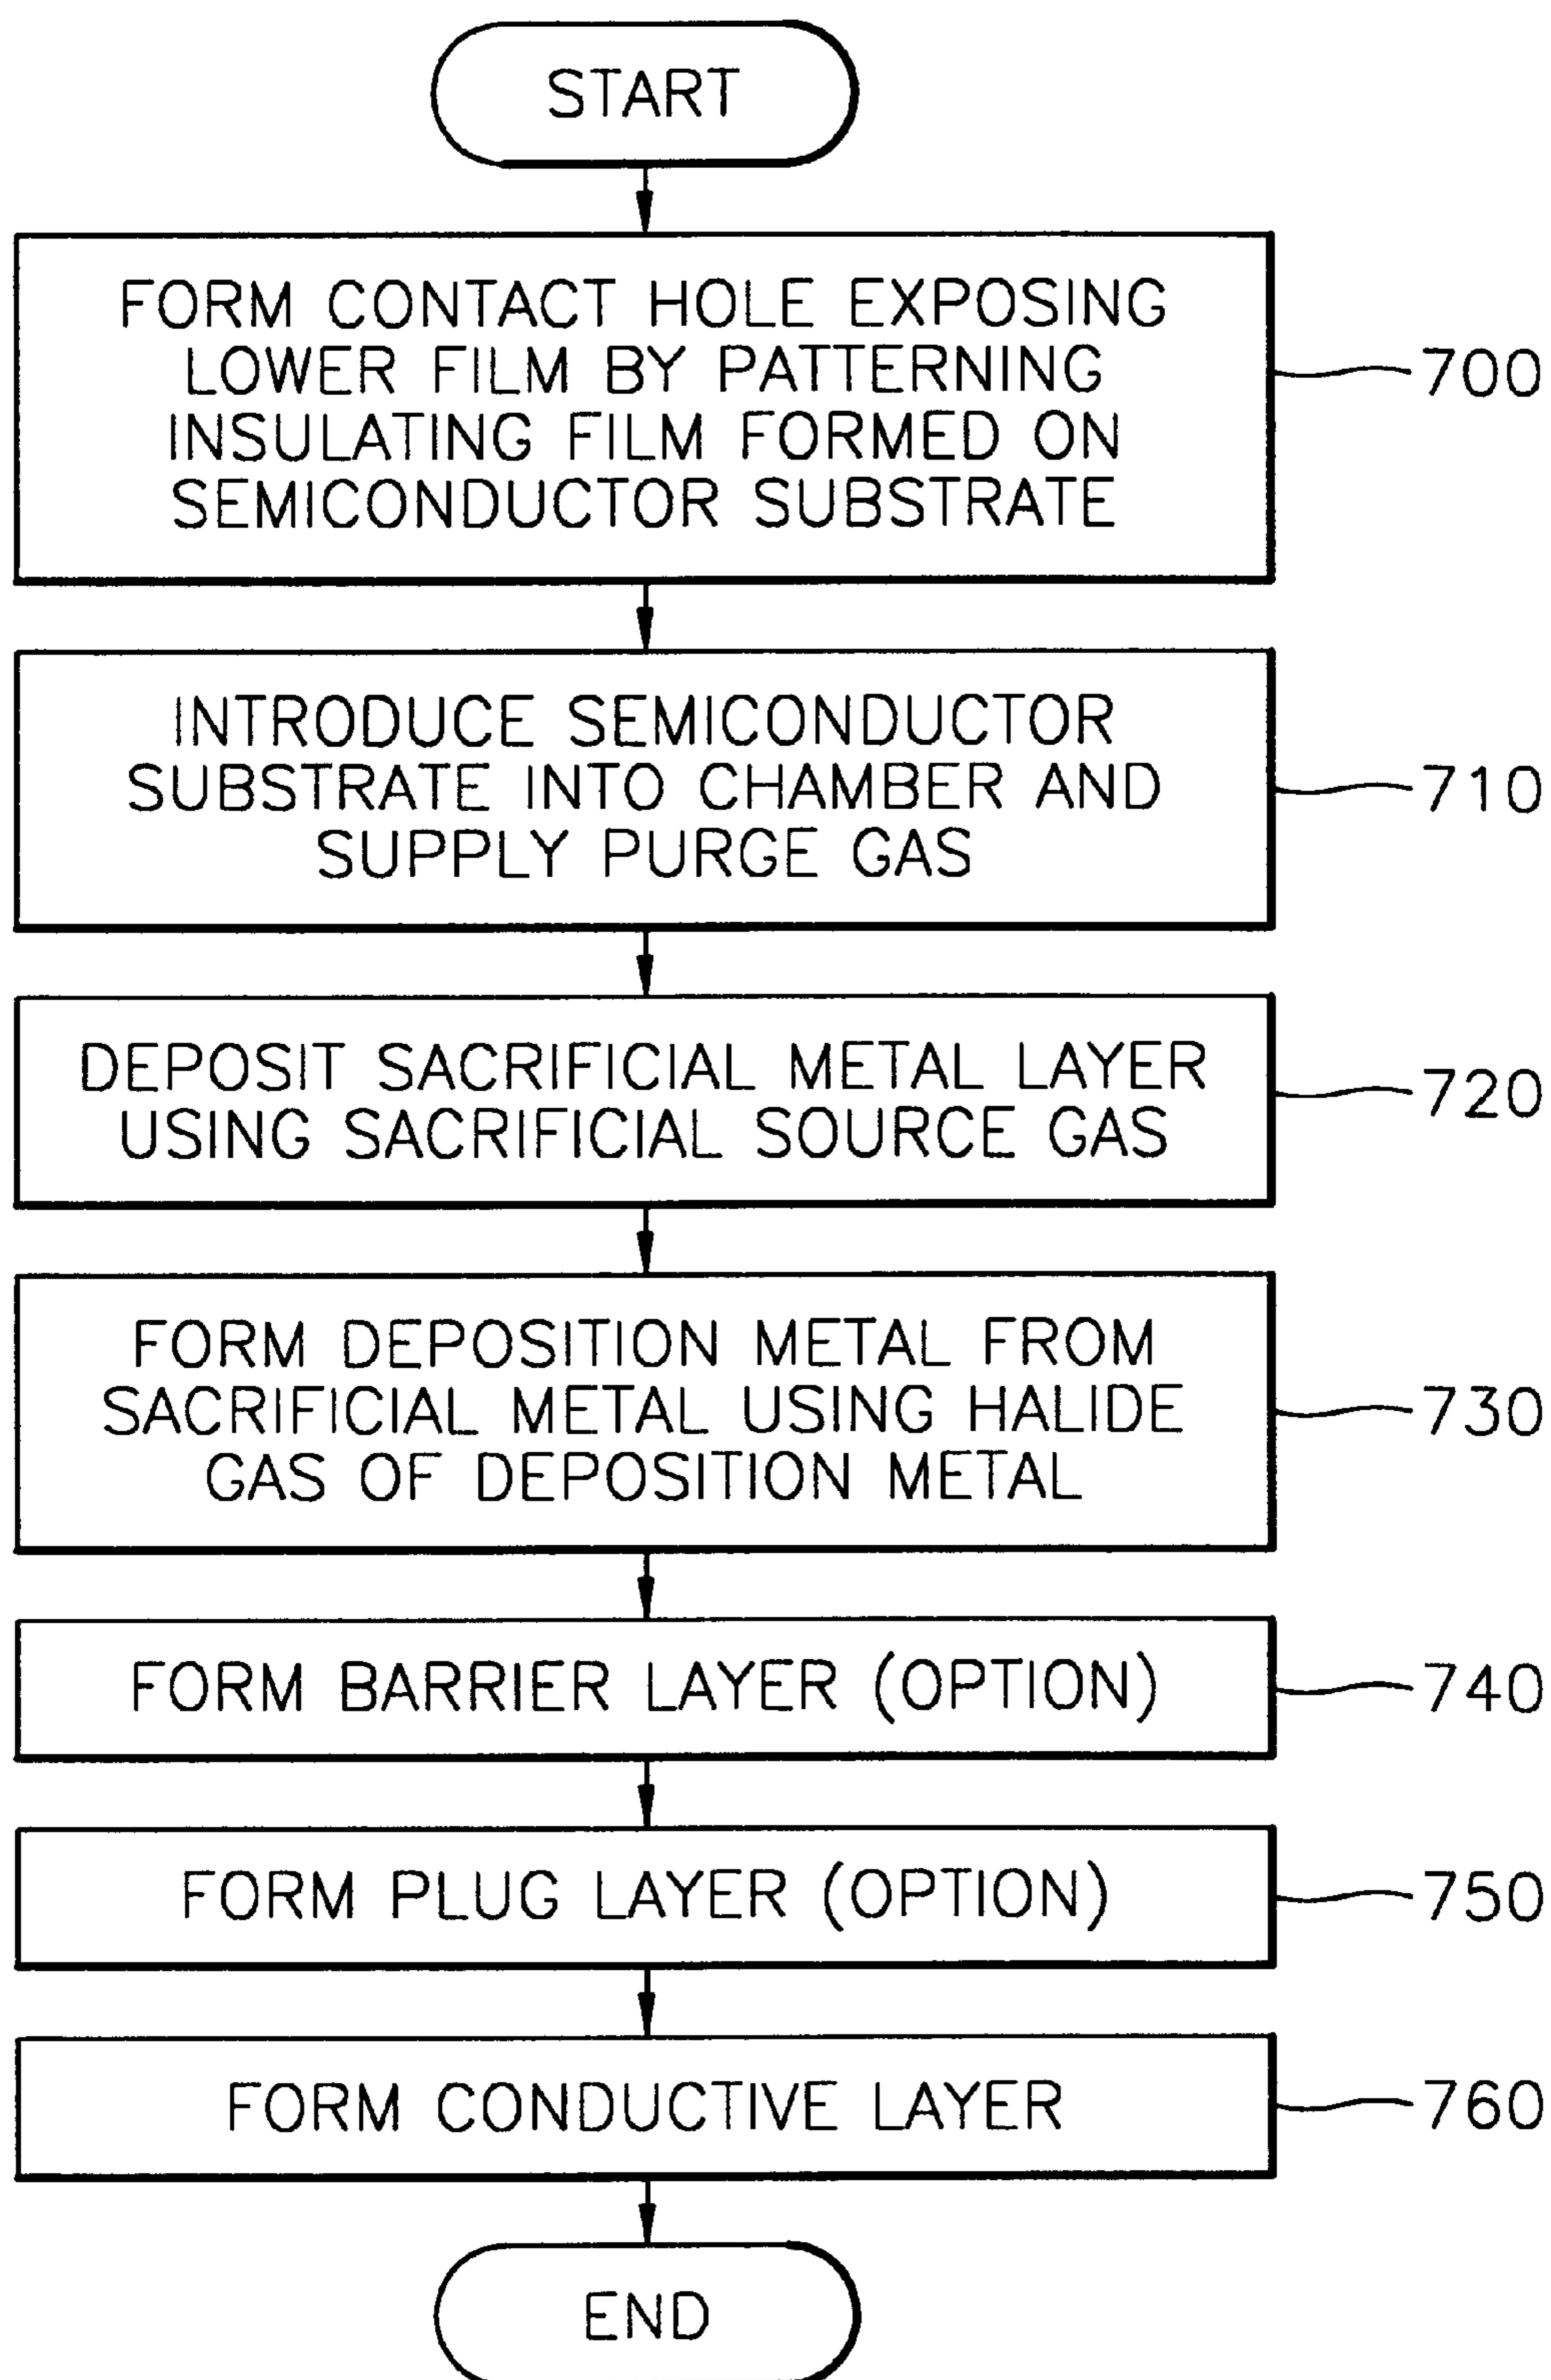 START
FORM CONTACT HOLE EXPOSING
LOWER FILM BY PATTERNING
INSULATING FILM FORMED ON
SEMICONDUCTOR SUBSTRATE
700
INTRODUCE SEMICONDUCTOR
SUBSTRATE INTO CHAMBER AND
SUPPLY PURGE GAS
710
DEPOSIT SACRIFICIAL METAL LAYER
USING SACRIFICIAL SOURCE GAS
720
FORM DEPOSITION METAL FROM
SACRIFICIAL METAL USING HALIDE
GAS OF DEPOSITION METAL
730
FORM BARRIER LAYER (OPTION)
740
FORM PLUG LAYER (OPTION)
750
FORM CONDUCTIVE LAYER
760
END